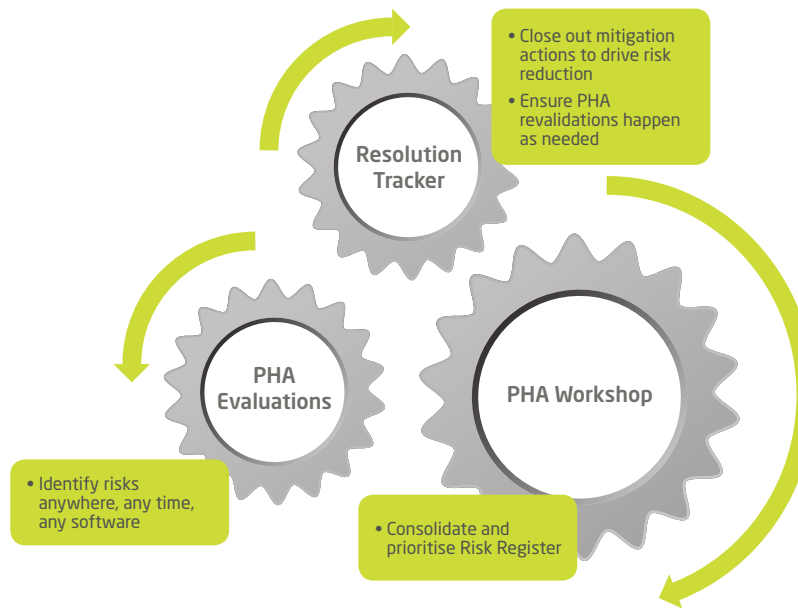 • Close out mitigation
actions to drive risk
reduction
• Ensure PHA
revalidations happen
as needed
Resolution
Tracker
PHA
Evaluations
PHA Workshop
• Identify risks
anywhere, any time,
any software
• Consolidate and
prioritise Risk Register